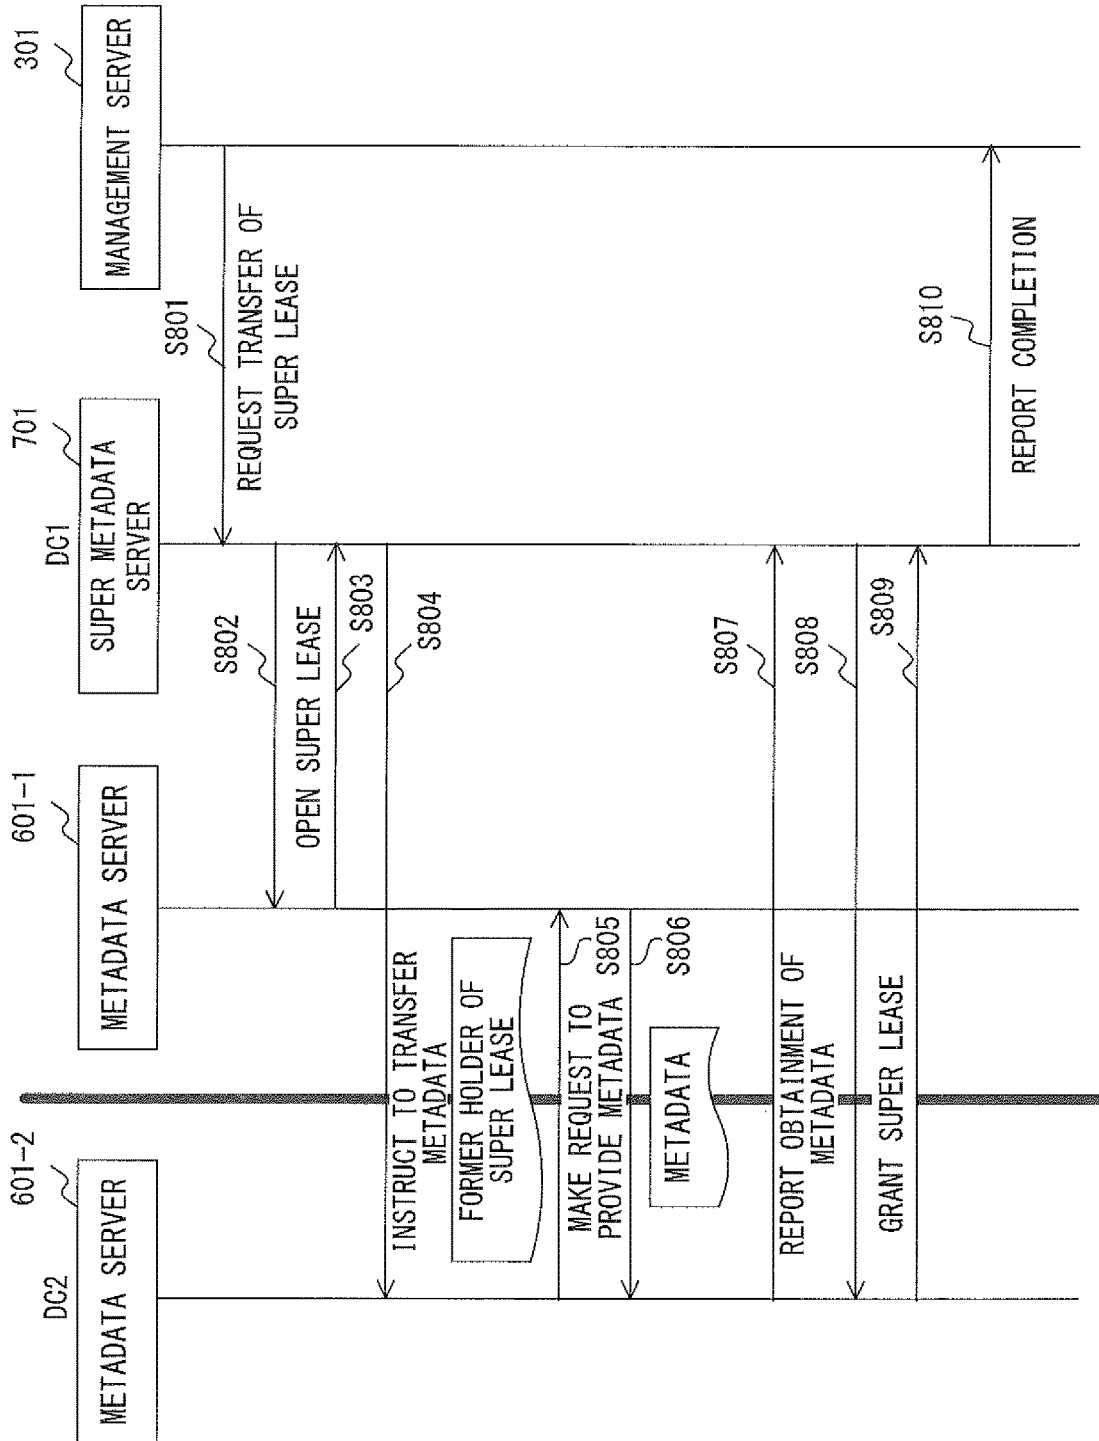 601-2
601-1
701
301
DC2
DC1
METADATA SERVER
METADATA SERVER
SUPER METADATA
SERVER
MANAGEMENT SERVER
S801
REQUEST TRANSFER OF
SUPER LEASE
S802
OPEN SUPER LEASE
S803
S804
INSTRUCT TO TRANSFER
METADATA
FORMER HOLDER OF
SUPER LEASE
MAKE REQUEST TO
PROVIDE METADATA
S805
S806
METADATA
S807
REPORT OBTAINMENT OF
METADATA
S808
GRANT SUPER LEASE
S809
S810
REPORT COMPLETION